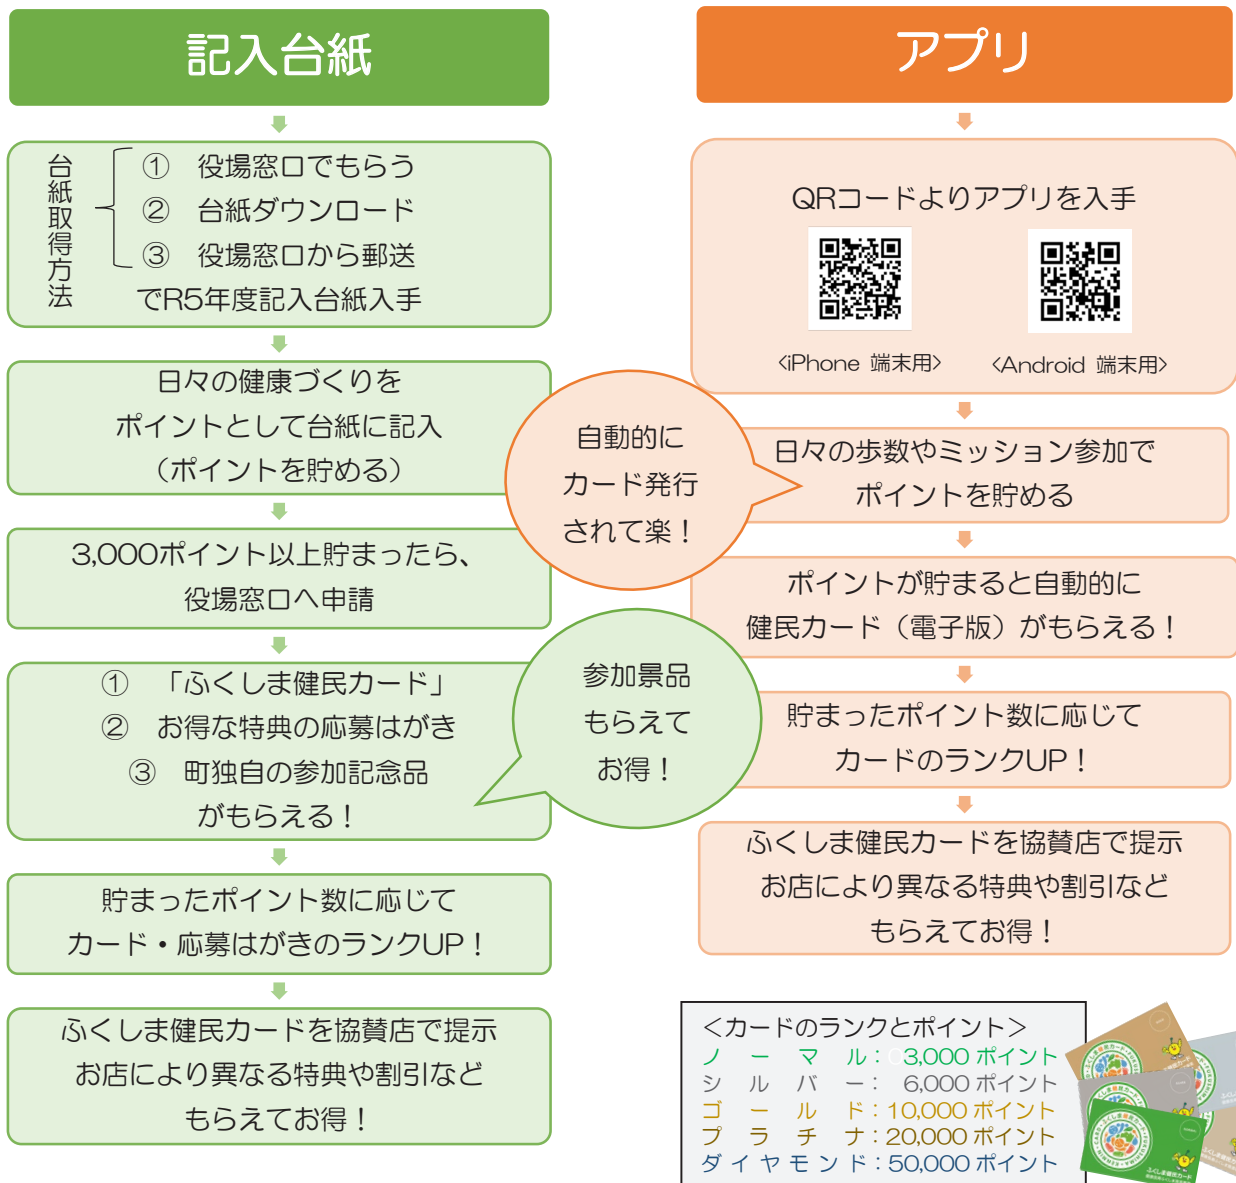 記入台紙
台紙取得方法
① 役場窓口でもらう
② 台紙ダウンロード
③ 役場窓口から郵送
でR5年度記入台紙入手
日々の健康づくりを
ポイントとして台紙に記入
（ポイントを貯める）
3,000ポイント以上貯まったら、
役場窓口へ申請
① 「ふくしま健民カード」
② お得な特典の応募はがき
③ 町独自の参加記念品
がもらえる！
貯まったポイント数に応じて
カード・応募はがきのランクUP！
ふくしま健民カードを協賛店で提示
お店により異なる特典や割引など
もらえてお得！
参加景品
もらえて
お得！
アプリ
QRコードよりアプリを入手
<iPhone 端末用>
<Android 端末用>
自動的に
カード発行
されて楽！
日々の歩数やミッション参加で
ポイントを貯める
ポイントが貯まると自動的に
健民カード（電子版）がもらえる！
貯まったポイント数に応じて
カードのランクUP！
ふくしま健民カードを協賛店で提示
お店により異なる特典や割引など
もらえてお得！
＜カードのランクとポイント＞
ノーマル：03,000 ポイント
シルバー： 6,000 ポイント
ゴールド：10,000 ポイント
プラチナ：20,000 ポイント
ダイヤモンド：50,000 ポイント
ふくしま健民カード